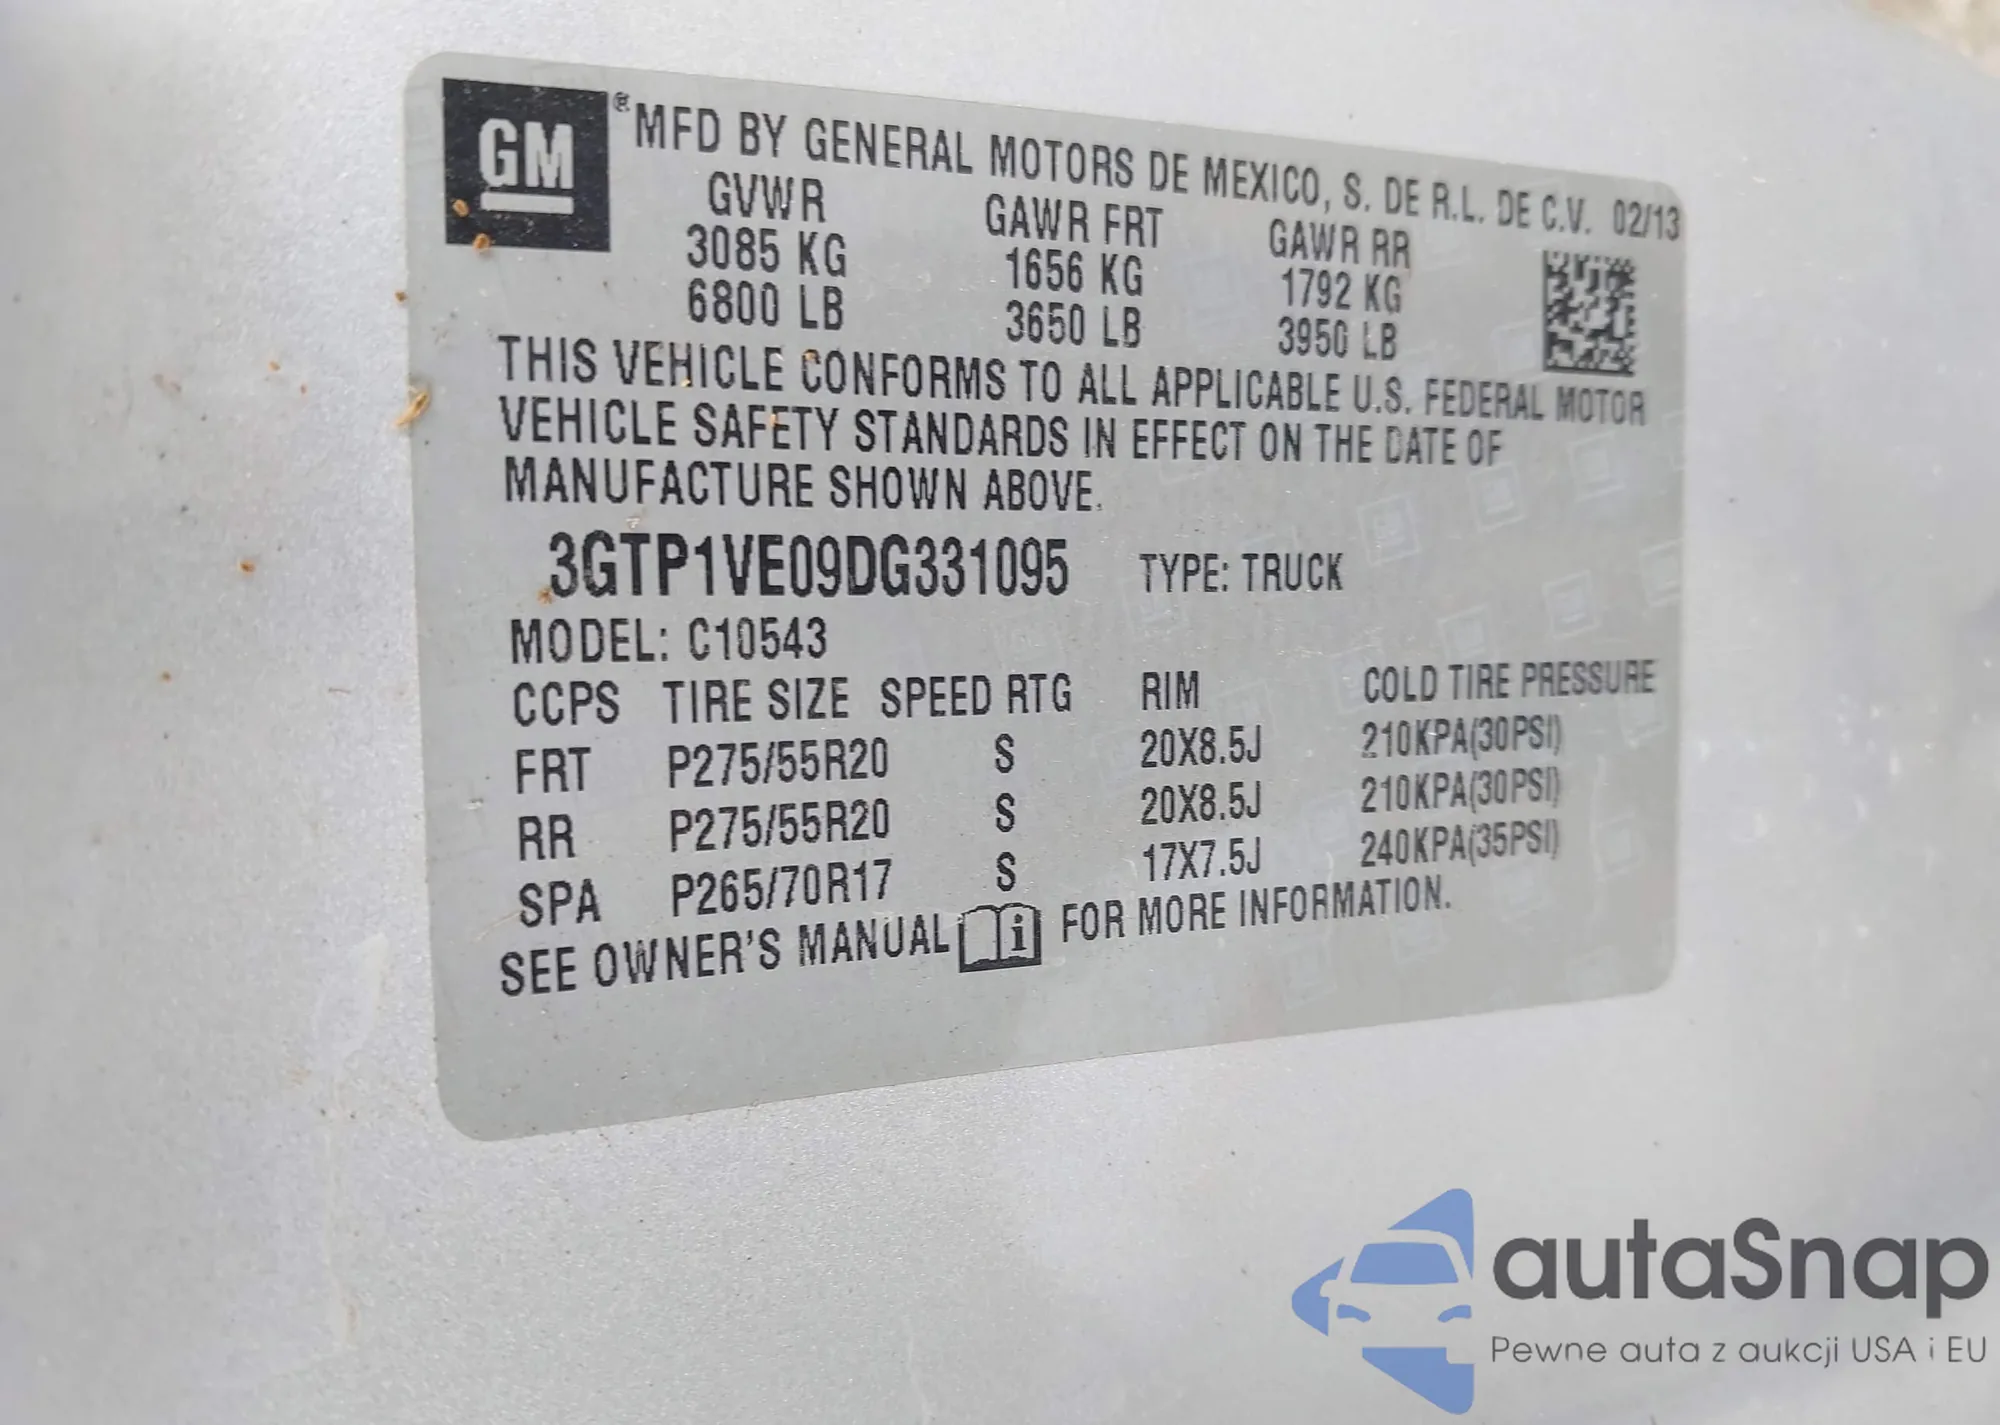 GM ® MFD BY GENERAL MOTORS DE MEXICO, S. DE R.L. DE C.V. 02/13
GVWR GAWR FRT GAWR RR
3085 KG 1656 KG 1792 KG
6800 LB 3650 LB 3950 LB
THIS VEHICLE CONFORMS TO ALL APPLICABLE U.S. FEDERAL MOTOR
VEHICLE SAFETY STANDARDS IN EFFECT ON THE DATE OF
MANUFACTURE SHOWN ABOVE.
3GTP1VE09DG331095 TYPE: TRUCK
MODEL: C10543
CCPS TIRE SIZE SPEED RTG RIM COLD TIRE PRESSURE
FRT P275/55R20 S 20X8.5J 210KPA(30PSI)
RR P275/55R20 S 20X8.5J 210KPA(30PSI)
SPA P265/70R17 S 17X7.5J 240KPA(35PSI)
SEE OWNER'S MANUAL i FOR MORE INFORMATION.
autaSnap
Pewne auta z aukcji USA i EU